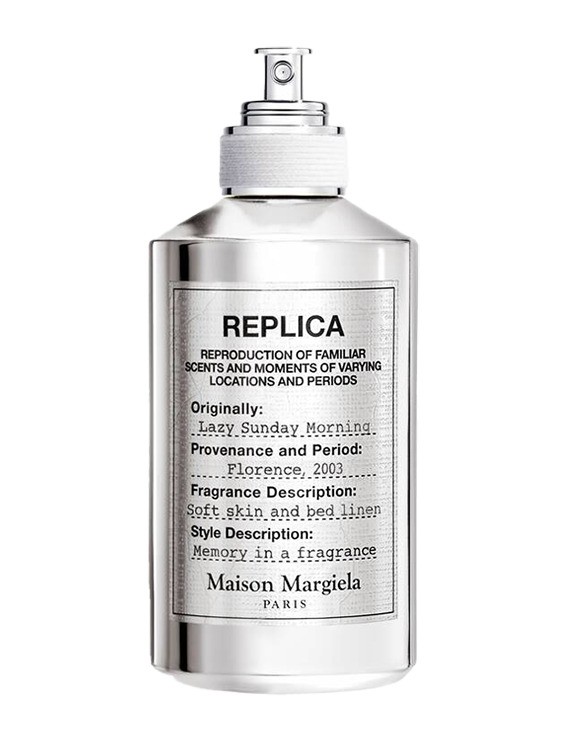 REPLICA
REPRODUCTION OF FAMILIAR
SCENTS AND MOMENTS OF VARYING
LOCATIONS AND PERIODS
Originally:
Lazy Sunday Morning
Provenance and Period:
Florence, 2003
Fragrance Description:
Soft skin and bed linen
Style Description:
Memory in a fragrance
Maison Margiela
PARIS